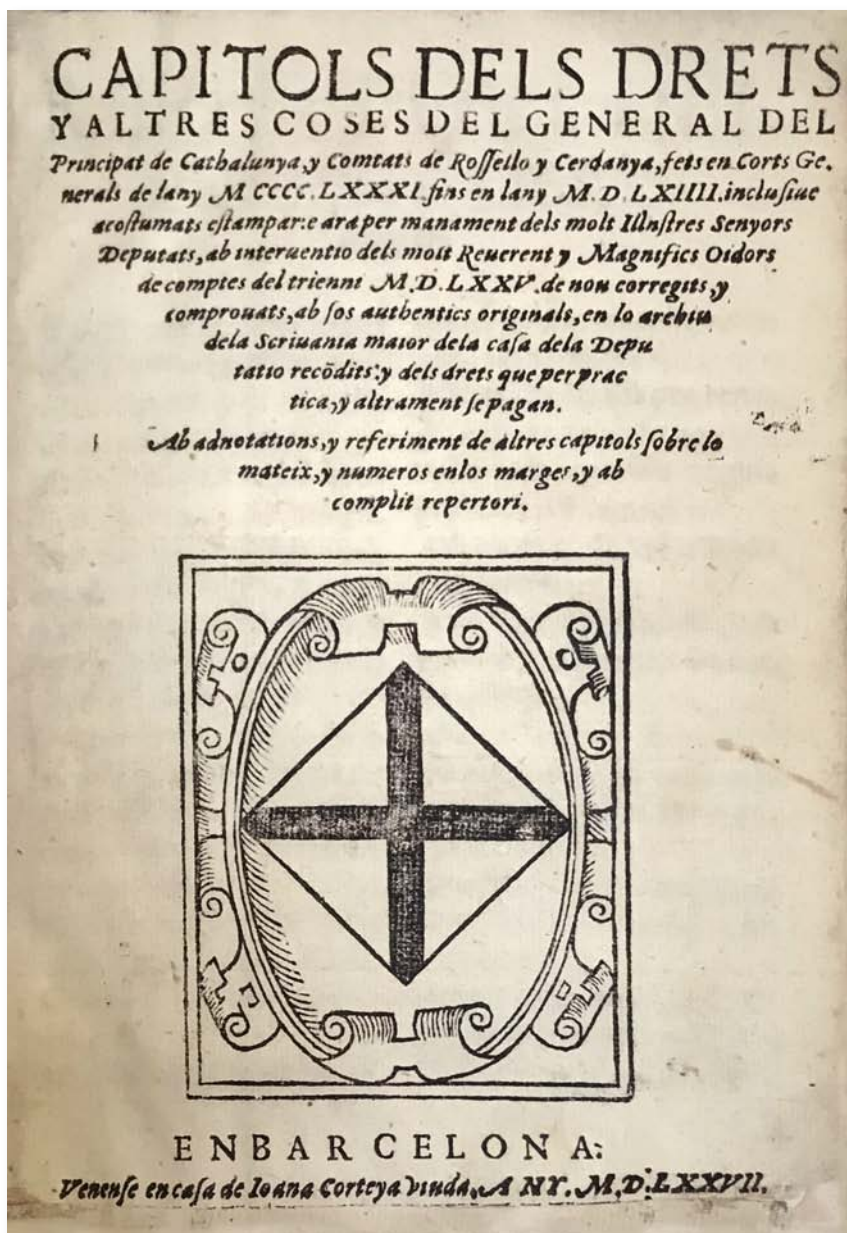 CAPITOLS DELS DRETS
Y ALTRES COSES DEL GENERAL DEL
Principat de Cathalunya, y Comtats de Roſſello y Cerdanya, fets en Corts Ge⸗
nerals de lany M CCCC. LXXXI. fins en lany M. D. LXIIII. incluſiue
acoſtumats eſtampar: e ara per manament dels molt Illuſtres Senyors
Deputats, ab interuentio dels molt Reuerent y Magnifics Oidors
de comptes del trienni M. D. LXXV. de nou corregits, y
comprouats, ab ſos authentics originals, en lo archiu
dela Scriuania maior dela caſa dela Depu
tatio recõdits: y dels drets que per prac
tica, y altrament ſe pagan.
Ab adnotations, y referiment de altres capitols ſobre lo
mateix, y numeros enlos marges, y ab
complit repertori.
EN BARCELONA:
Venenſe en caſa de Ioana Corteya Viuda, ANY. M. D. LXXVII.